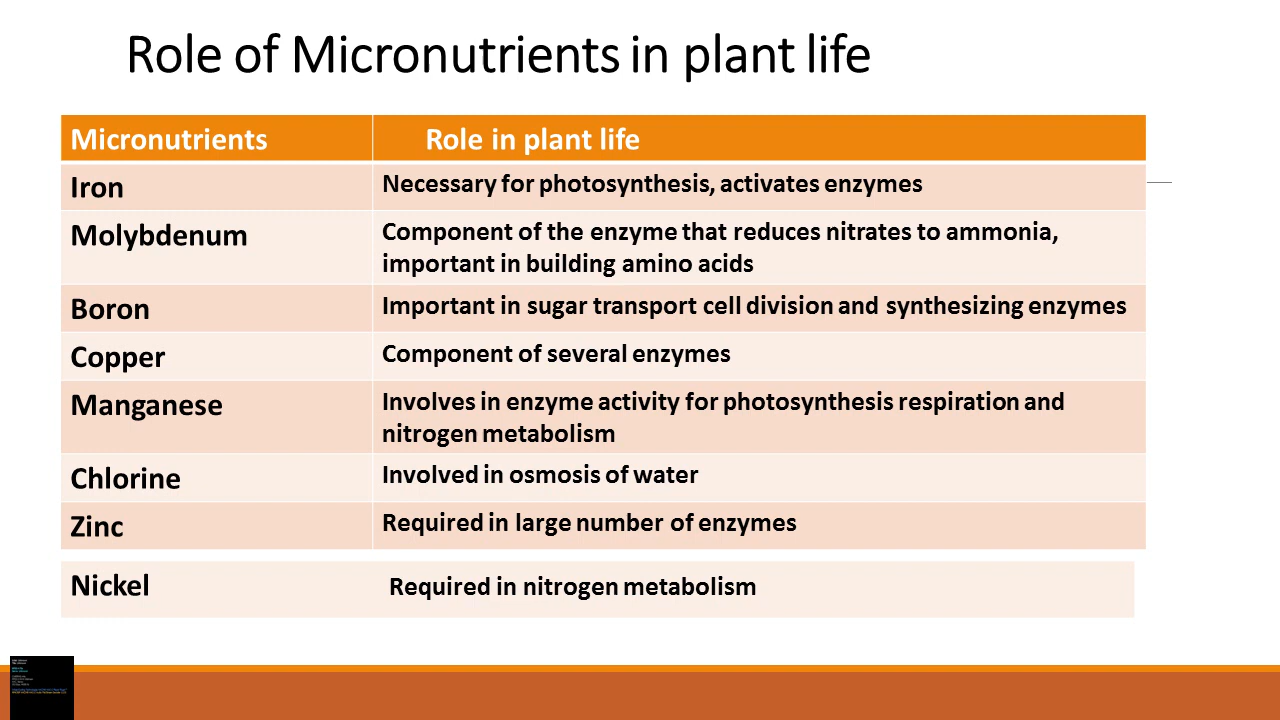 Role of Micronutrients in plant life
Micronutrients Role in plant life
Iron Necessary for photosynthesis, activates enzymes
Molybdenum Component of the enzyme that reduces nitrates to ammonia,
important in building amino acids
Boron Important in sugar transport cell division and synthesizing enzymes
Copper Component of several enzymes
Manganese Involves in enzyme activity for photosynthesis respiration and
nitrogen metabolism
Chlorine Involved in osmosis of water
Zinc Required in large number of enzymes
Nickel Required in nitrogen metabolism